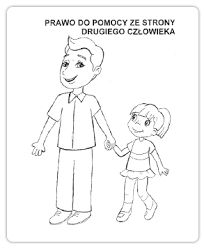 PRAWO DO POMOCY ZE STRONY
DRUGIEGO CZŁOWIEKA